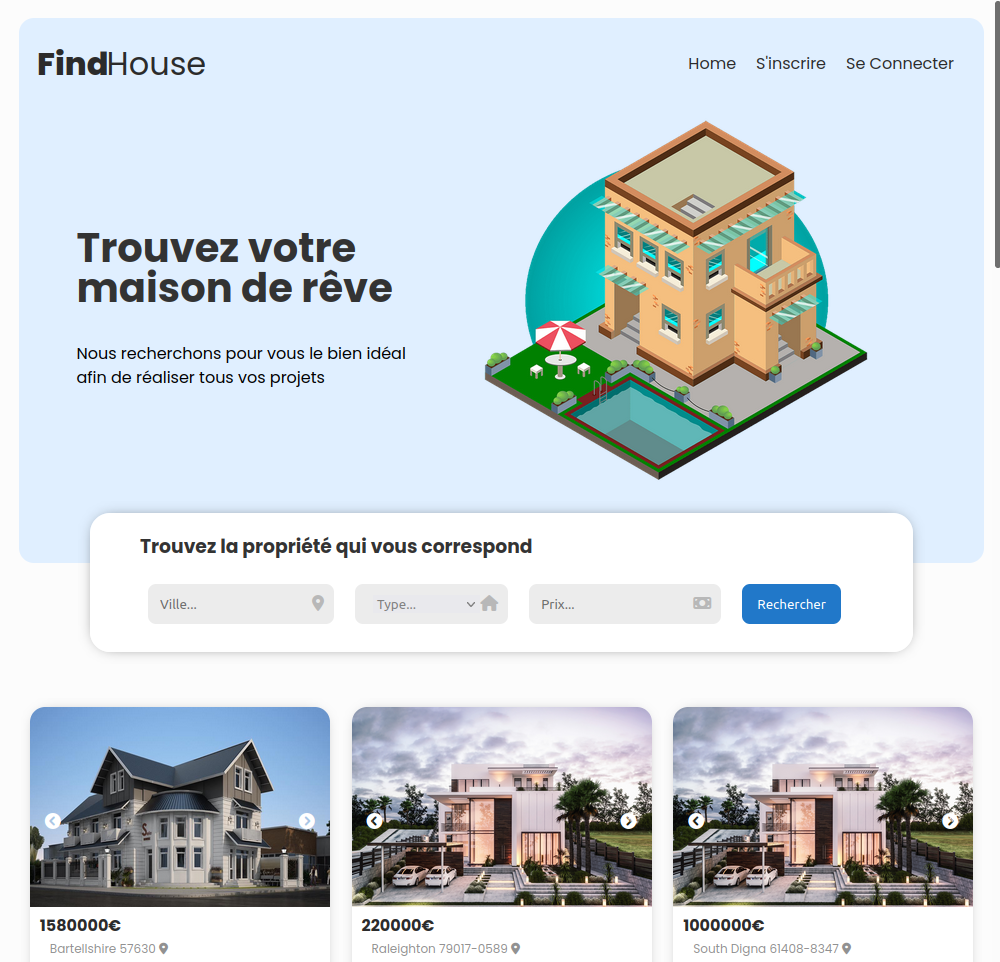 FindHouse
Home S'inscrire Se Connecter
Trouvez votre
maison de rêve
Nous recherchons pour vous le bien idéal
afin de réaliser tous vos projets
Trouvez la propriété qui vous correspond
Ville... Type... Prix... Rechercher
1580000€ 220000€ 1000000€
Bartellshire 57630 Raleighton 79017-0589 South Digna 61408-8347